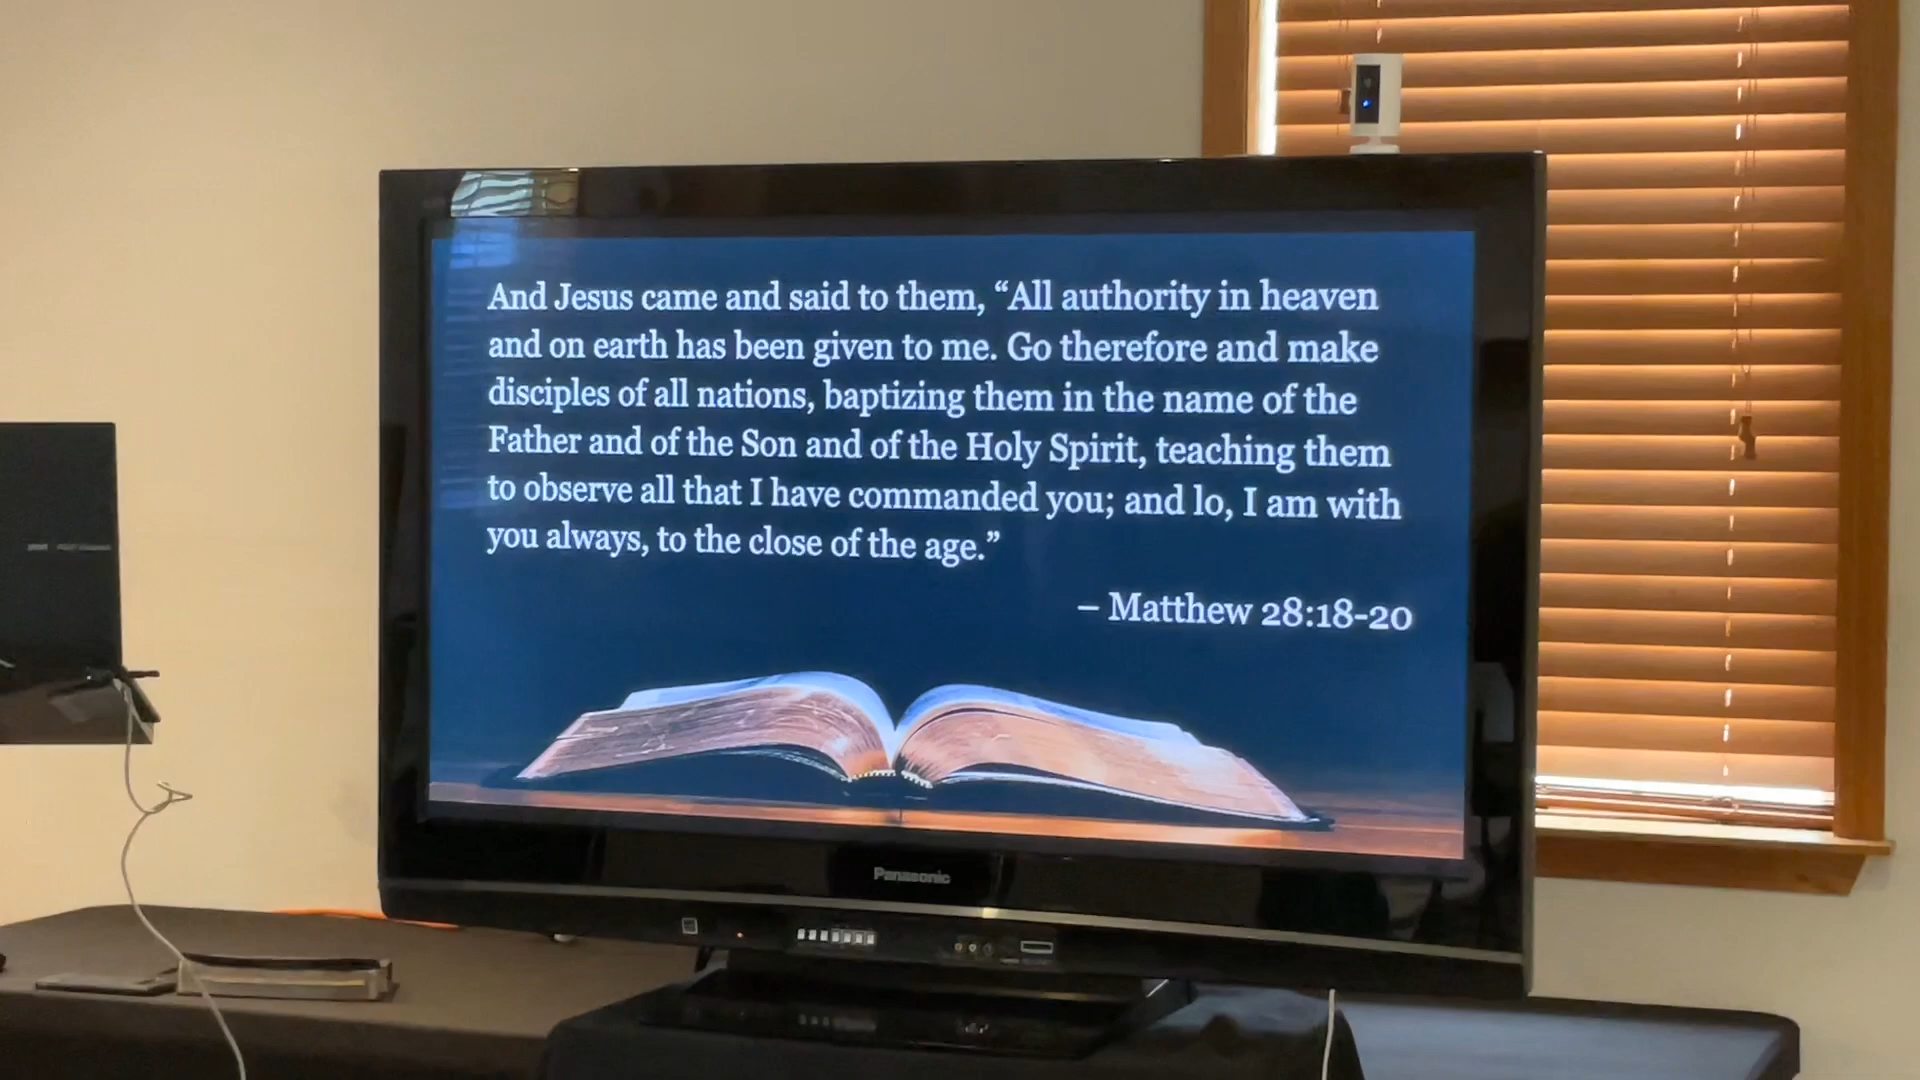 And Jesus came and said to them, “All authority in heaven
and on earth has been given to me. Go therefore and make
disciples of all nations, baptizing them in the name of the
Father and of the Son and of the Holy Spirit, teaching them
to observe all that I have commanded you; and lo, I am with
you always, to the close of the age.”
– Matthew 28:18-20
Panasonic